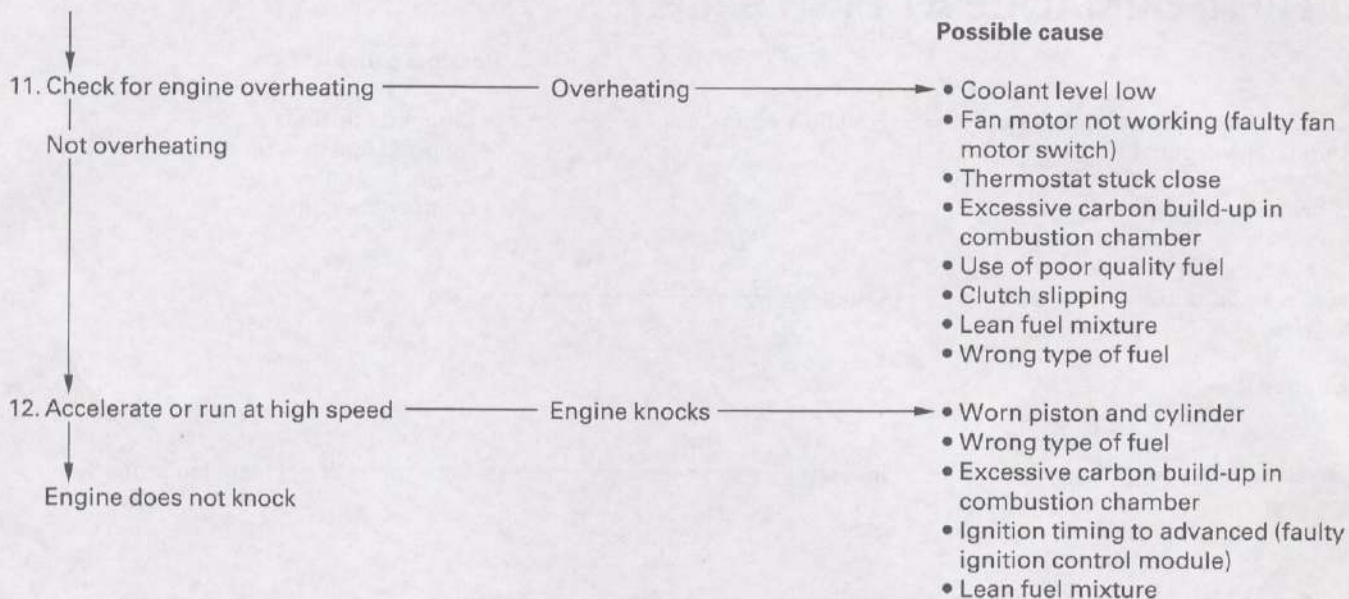 Possible cause
11. Check for engine overheating Overheating • Coolant level low
Not overheating • Fan motor not working (faulty fan
motor switch)
• Thermostat stuck close
• Excessive carbon build-up in
combustion chamber
• Use of poor quality fuel
• Clutch slipping
• Lean fuel mixture
• Wrong type of fuel
12. Accelerate or run at high speed Engine knocks • Worn piston and cylinder
• Wrong type of fuel
Engine does not knock • Excessive carbon build-up in
combustion chamber
• Ignition timing to advanced (faulty
ignition control module)
• Lean fuel mixture